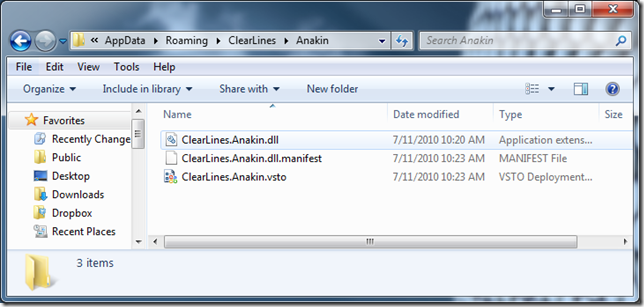 « AppData ▸ Roaming ▸ ClearLines ▸ Anakin Search Anakin
File Edit View Tools Help
Organize Include in library Share with New folder
Name Date modified Type Size
Favorites
Recently Change
Public
Desktop
Downloads
Dropbox
Recent Places
ClearLines.Anakin.dll 7/11/2010 10:20 AM Application extens...
ClearLines.Anakin.dll.manifest 7/11/2010 10:23 AM MANIFEST File
ClearLines.Anakin.vsto 7/11/2010 10:23 AM VSTO Deployment...
3 items